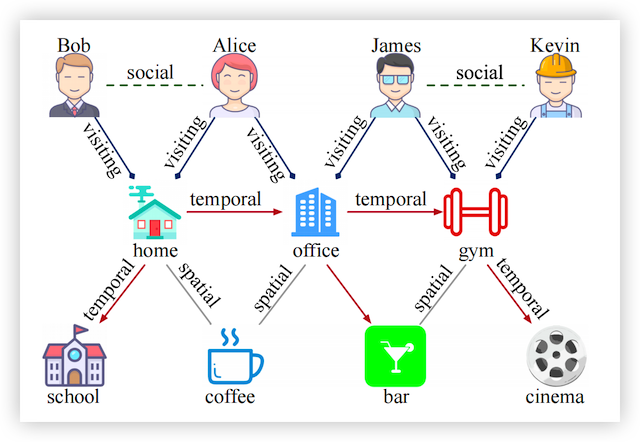 Bob
Alice
James
Kevin
social
social
visiting
visiting
visiting
visiting
visiting
visiting
temporal
temporal
home
office
gym
temporal
spatial
spatial
spatial
temporal
school
coffee
bar
cinema